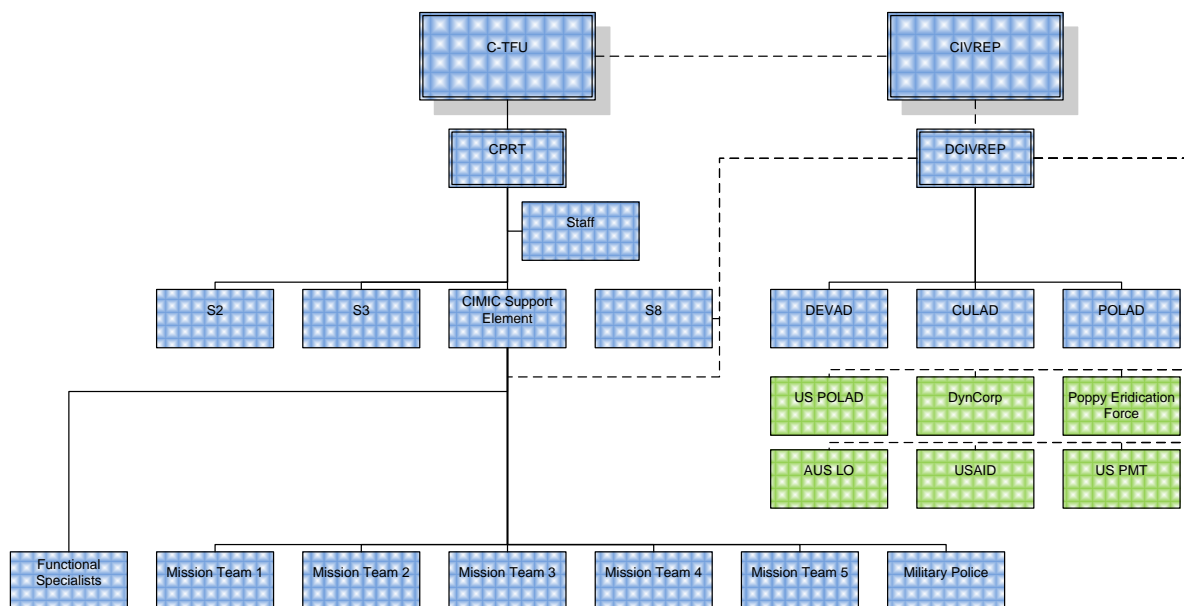 C-TFU
CIVREP
CPRT
DCIVREP
Staff
S2
S3
CIMIC Support
Element
S8
DEVAD
CULAD
POLAD
US POLAD
DynCorp
Poppy Eridication
Force
AUS LO
USAID
US PMT
Functional
Specialists
Mission Team 1
Mission Team 2
Mission Team 3
Mission Team 4
Mission Team 5
Military Police